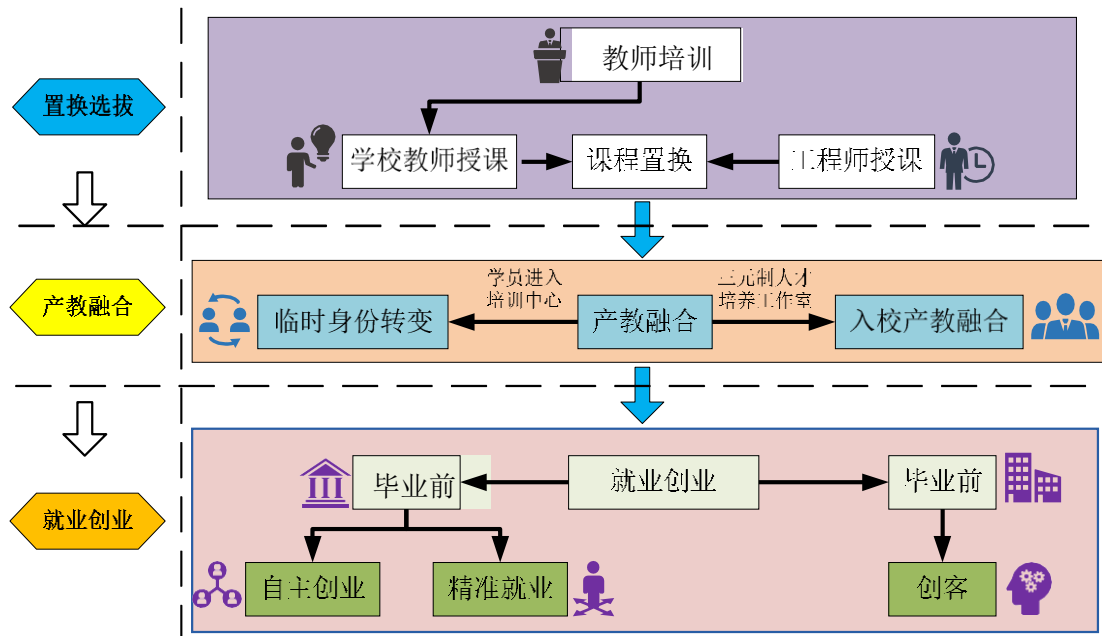 置换选拔
教师培训
学校教师授课
课程置换
工程师授课
产教融合
学员进入
培训中心
三元制人才
培养工作室
临时身份转变
产教融合
入校产教融合
就业创业
毕业前
就业创业
毕业前
自主创业
精准就业
创客